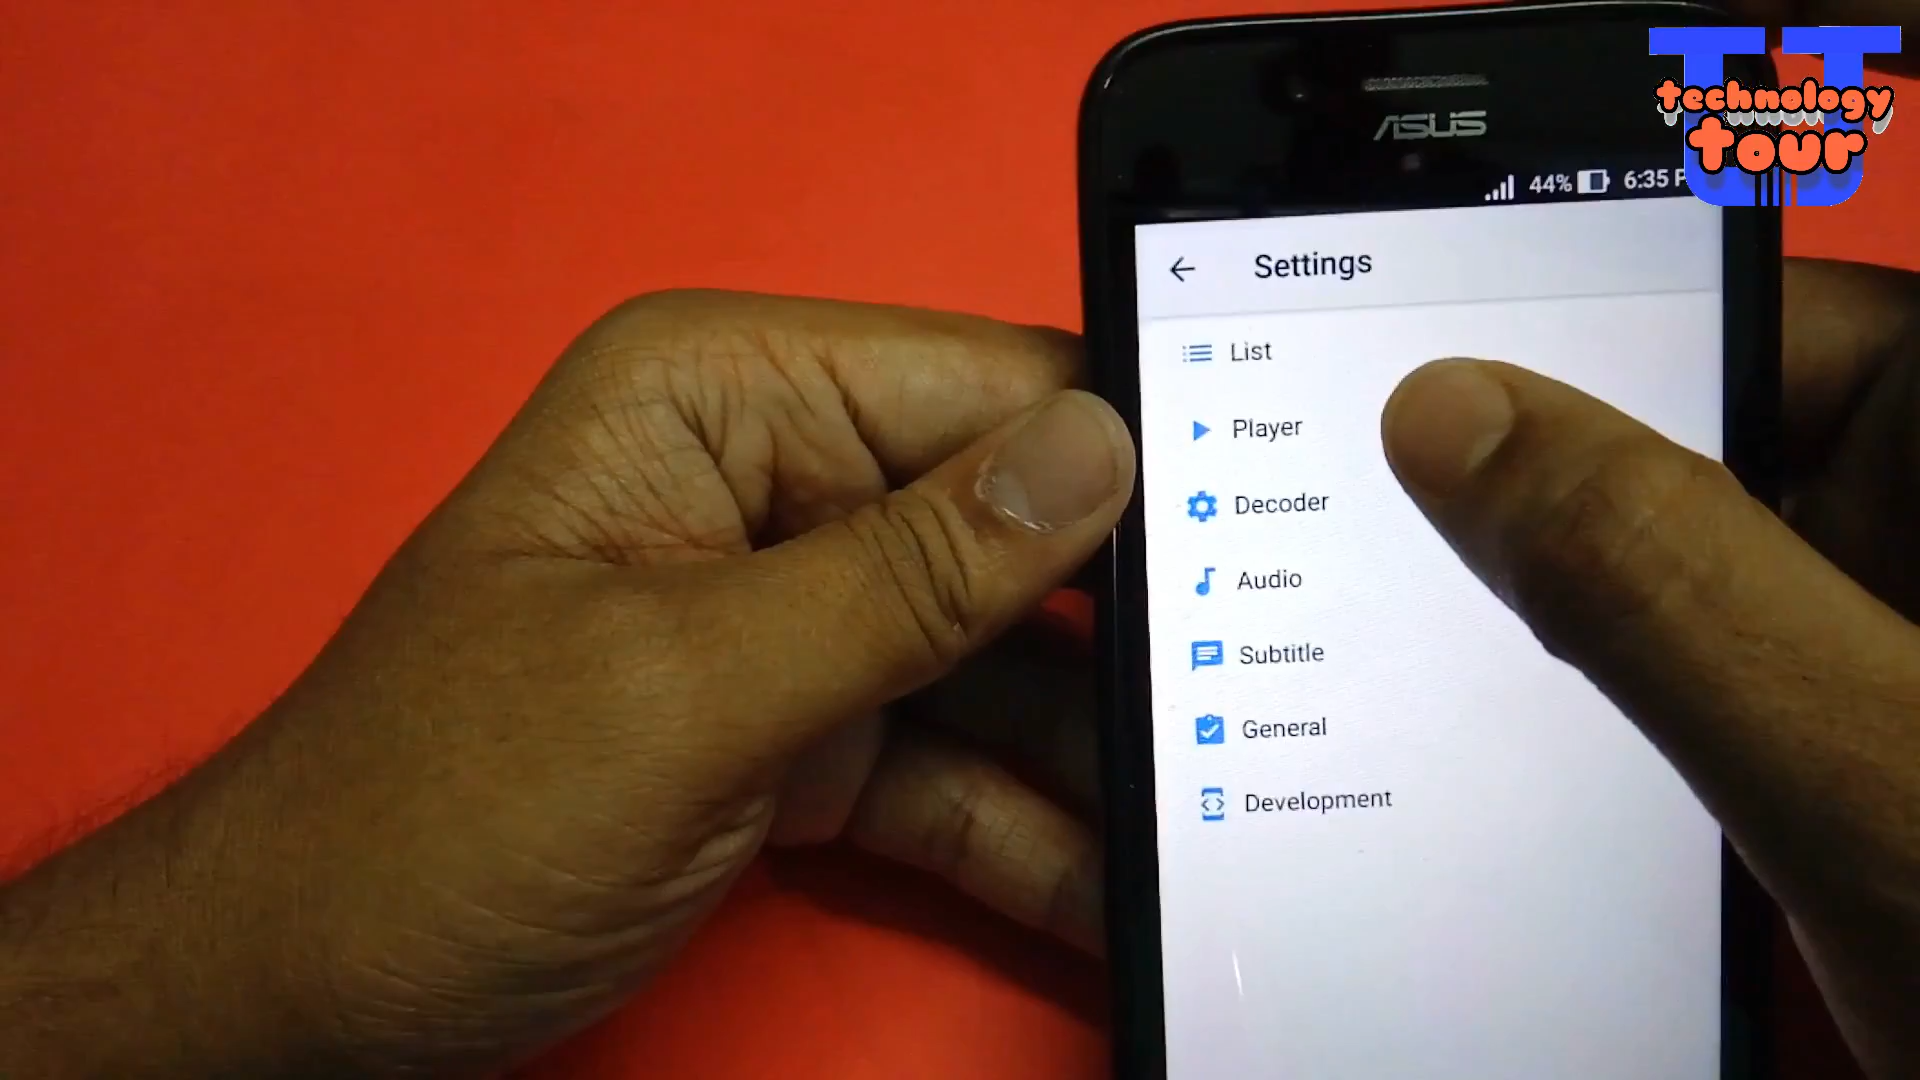 technology
tour
ASUS
44% 6:35 P
Settings
List
Player
Decoder
Audio
Subtitle
General
Development